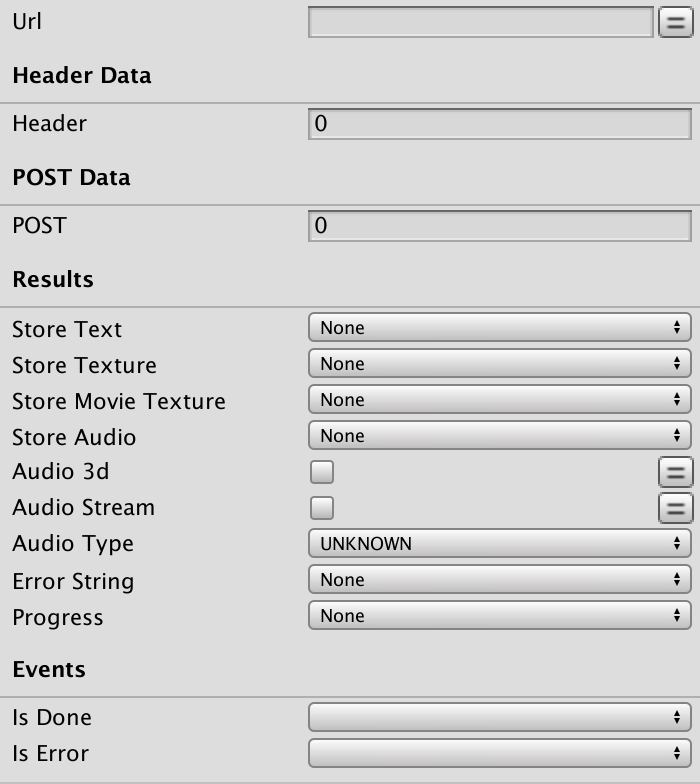 Url
Header Data
Header 0
POST Data
POST 0
Results
Store Text None
Store Texture None
Store Movie Texture None
Store Audio None
Audio 3d
Audio Stream
Audio Type UNKNOWN
Error String None
Progress None
Events
Is Done
Is Error